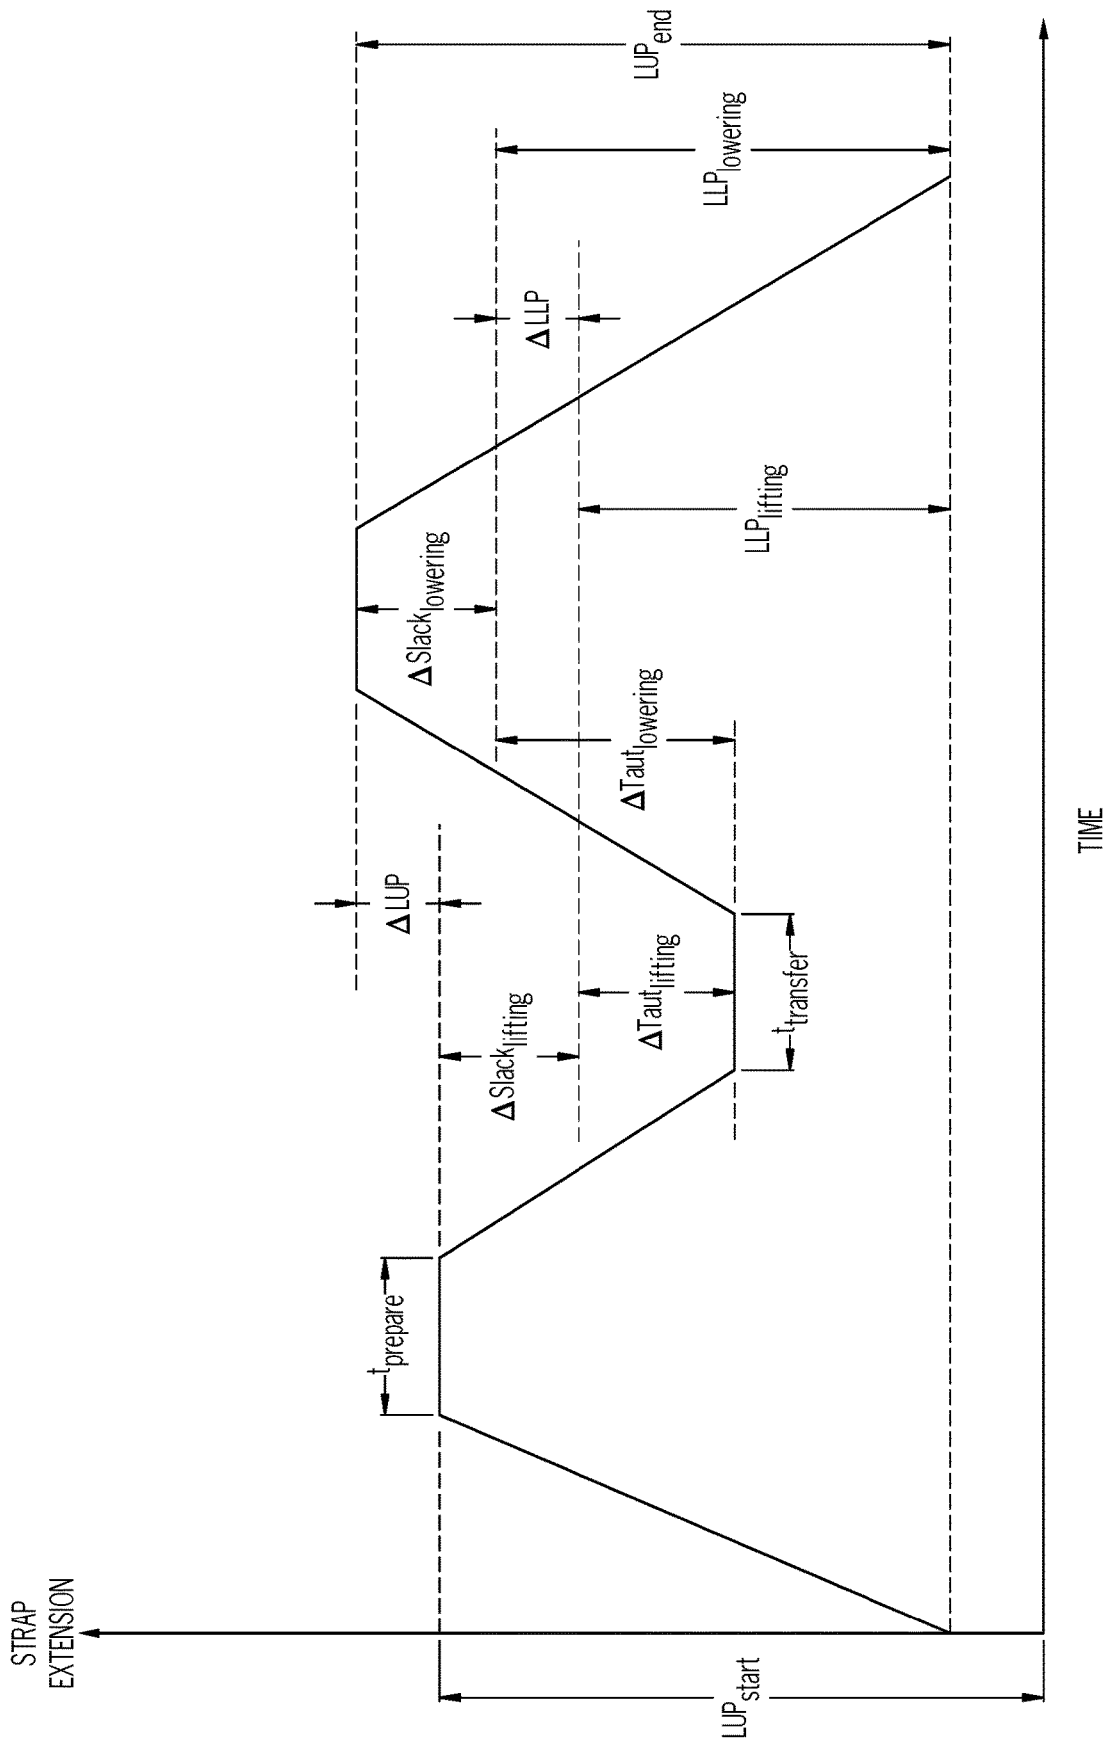 STRAP
EXTENSION
LUPstart
tprepare
ΔSlacklifting
ΔTautlifting
ttransfer
ΔLUP
ΔTautlowering
ΔSlacklowering
LLPlifting
ΔLLP
LLPlowering
LUPend
TIME